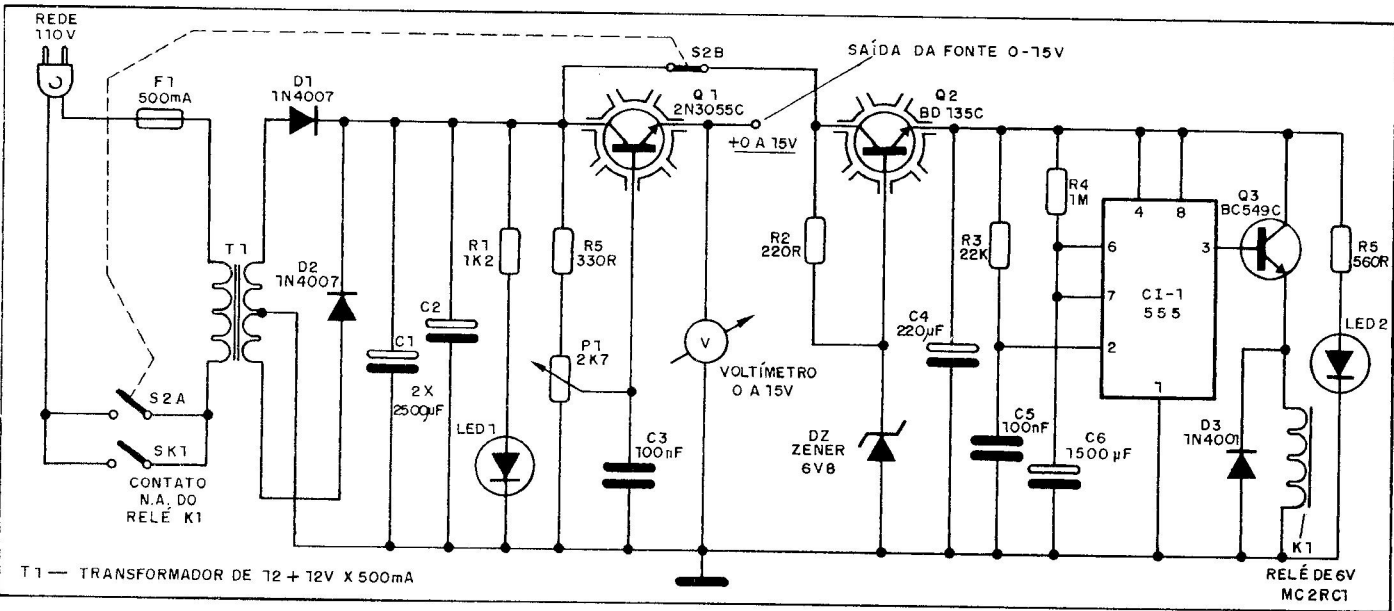 REDE
110V
F1
500mA
D1
1N4007
S2B
SAÍDA DA FONTE 0-15V
Q1
2N3055C
+0 A 15V
Q2
BD 135C
T1
D2
1N4007
R1
1K2
R5
330R
R2
220R
R3
22K
R4
1M
4
8
6
7
2
3
1
CI-1
555
Q3
BC549C
R5
560R
LED2
C1
C2
2X
2500µF
P1
2K7
V
VOLTÍMETRO
0 A 15V
C4
220µF
S2A
SK1
CONTATO
N.A. DO
RELÉ K1
LED1
C3
100nF
DZ
ZENER
6V8
C5
100nF
C6
1500µF
D3
1N4001
K1
RELÉ DE 6V
MC2RC1
T1 — TRANSFORMADOR DE 12 + 12V X 500mA